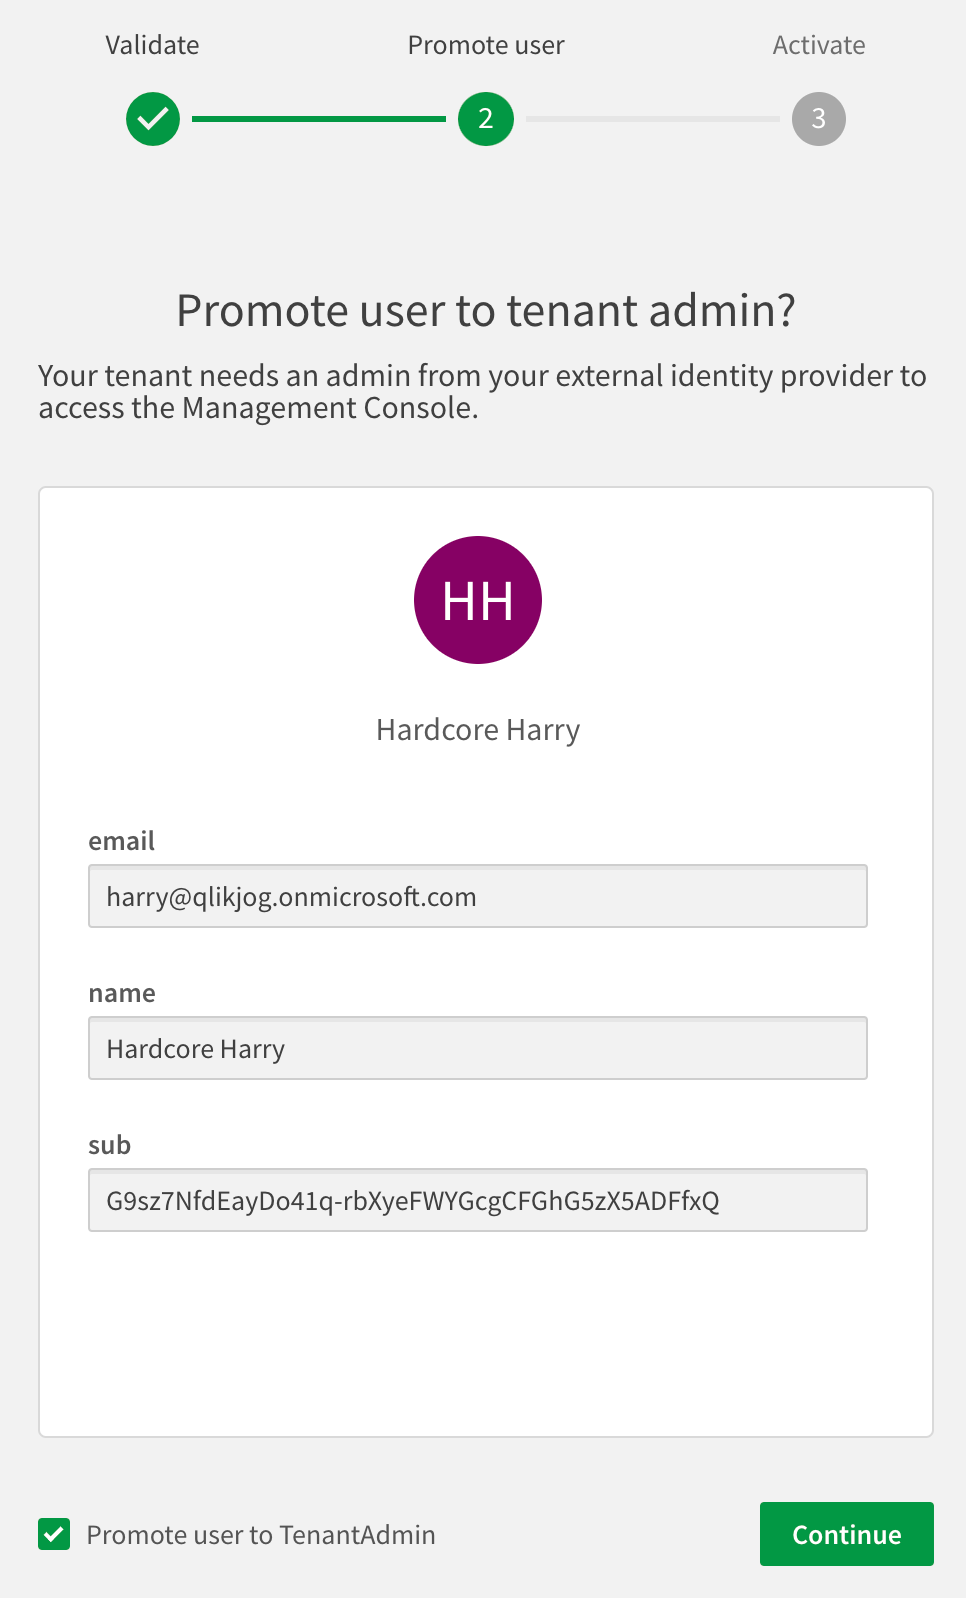 Validate Promote user Activate
2 3
Promote user to tenant admin?
Your tenant needs an admin from your external identity provider to
access the Management Console.
HH
Hardcore Harry
email
harry@qlikjog.onmicrosoft.com
name
Hardcore Harry
sub
G9sz7NfdEayDo41q-rbXyeFWYGcgCFGhG5zX5ADFfxQ
Promote user to TenantAdmin Continue